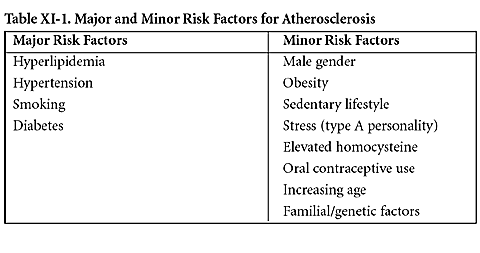 Table XI-1. Major and Minor Risk Factors for Atherosclerosis
Major Risk Factors Minor Risk Factors
Hyperlipidemia Male gender
Hypertension Obesity
Smoking Sedentary lifestyle
Diabetes Stress (type A personality)
Elevated homocysteine
Oral contraceptive use
Increasing age
Familial/genetic factors